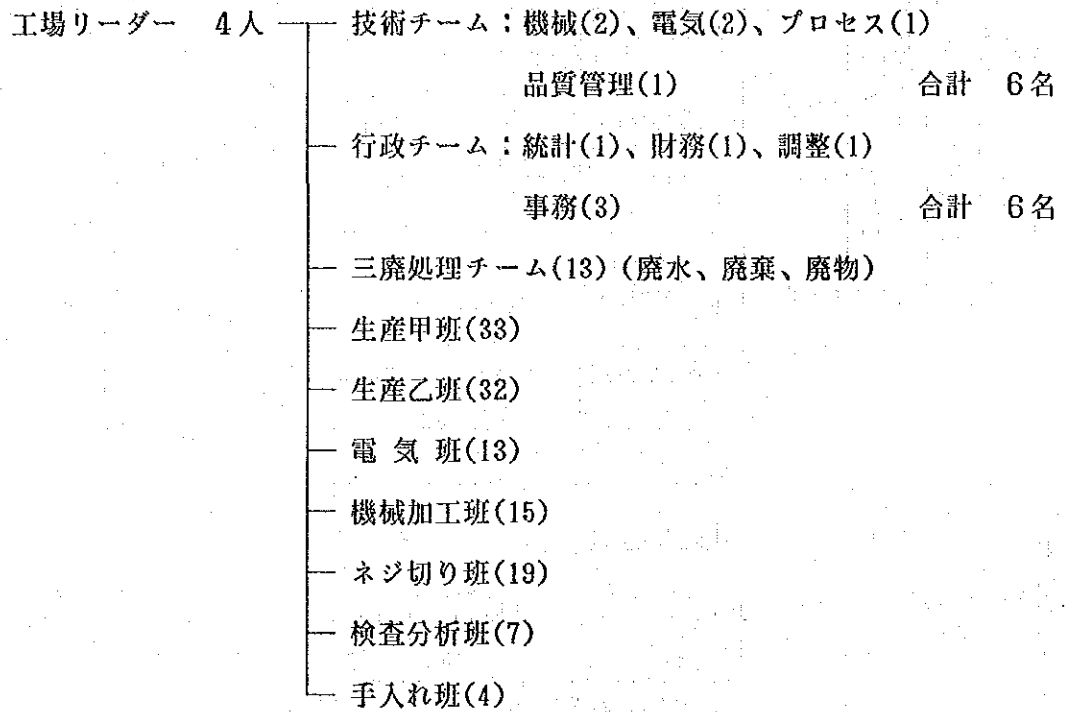 工場リーダー 4人 技術チーム:機械(2)、電気(2)、プロセス(1)
品質管理(1) 合計 6名
行政チーム:統計(1)、財務(1)、調整(1)
事務(3) 合計 6名
三廃処理チーム(13)(廃水、廃棄、廃物)
生産甲班(33)
生産乙班(32)
電気班(13)
機械加工班(15)
ネジ切り班(19)
検査分析班(7)
手入れ班(4)